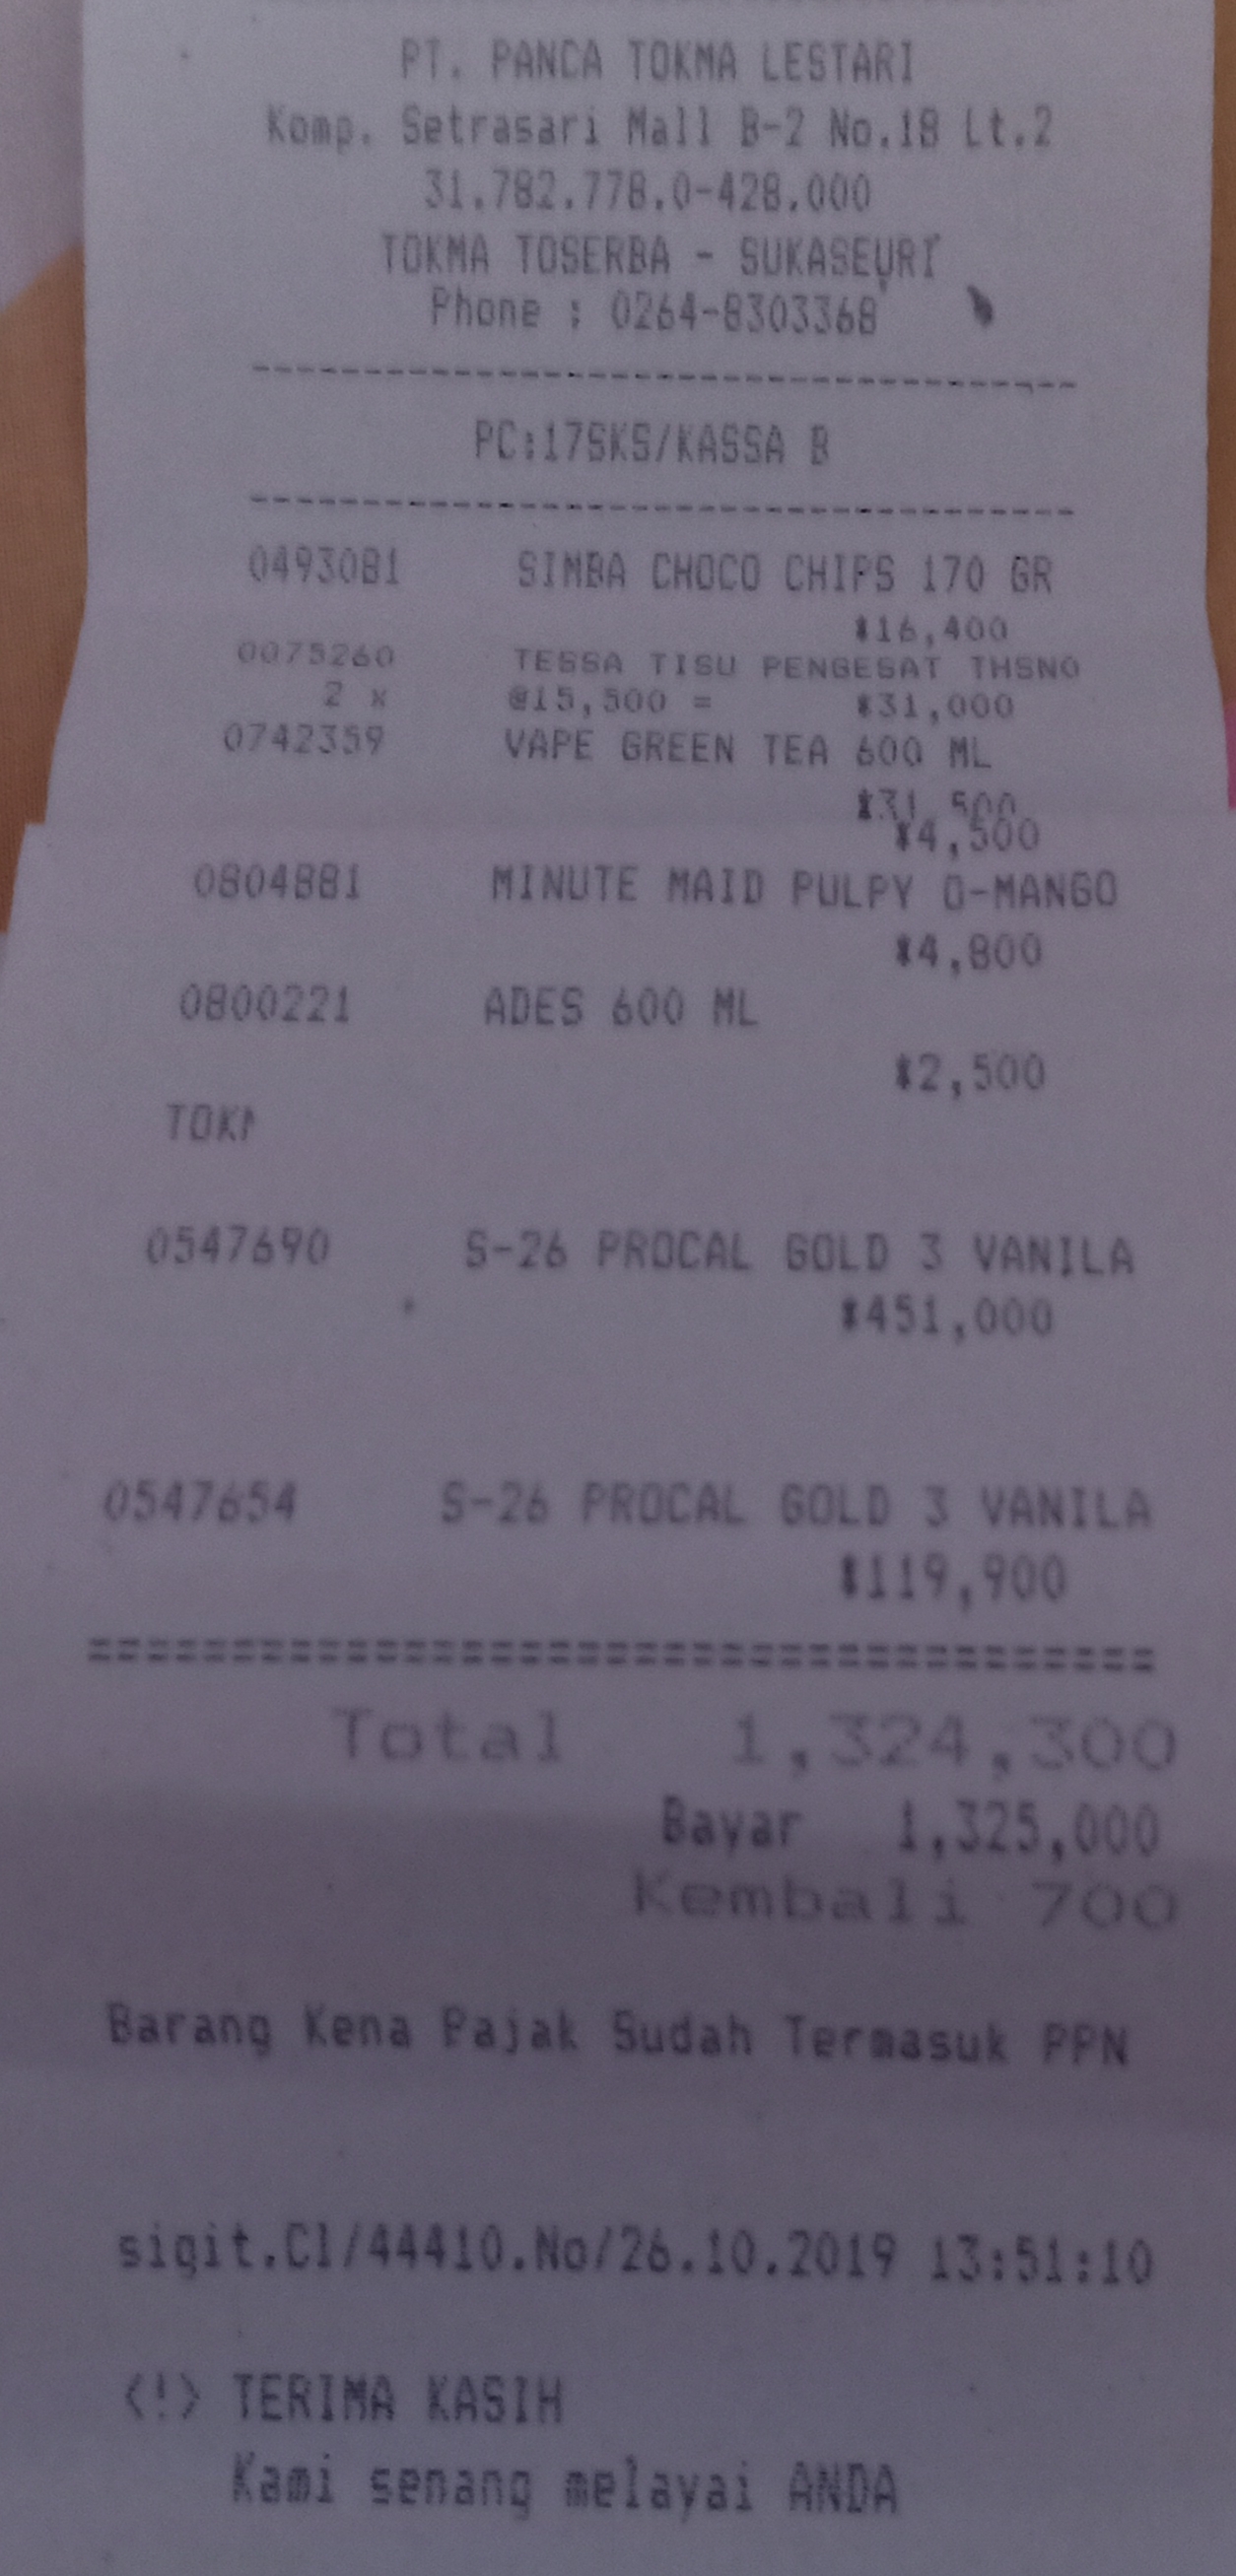 PT. PANCA TOKMA LESTARI
Komp. Setrasari Mall B-2 No.18 Lt.2
31.782.778.0-428.000
TOKMA TOSERBA - SUKASEURI
Phone : 0264-8303368
------------------------------------
PC:17SKS/KASSA B
------------------------------------
0493081 SIMBA CHOCO CHIPS 170 GR
*16,400
0075260 TESSA TISU PENGESAT THSNO
2 x @15,500 = *31,000
0742359 VAPE GREEN TEA 600 ML
*31,500
*4,500
0804881 MINUTE MAID PULPY O-MANGO
*4,800
0800221 ADES 600 ML
*2,500
0547690 S-26 PROCAL GOLD 3 VANILA
*451,000
0547654 S-26 PROCAL GOLD 3 VANILA
*119,900
=====================================
Total 1,324,300
Bayar 1,325,000
Kembali 700
Barang Kena Pajak Sudah Termasuk PPN
sigit.Cl/44410.No/26.10.2019 13:51:10
<!> TERIMA KASIH
Kami senang melayai ANDA